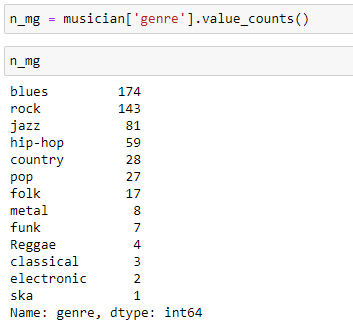 n_mg = musician['genre'].value_counts()
n_mg
blues 174
rock 143
jazz 81
hip-hop 59
country 28
pop 27
folk 17
metal 8
funk 7
Reggae 4
classical 3
electronic 2
ska 1
Name: genre, dtype: int64